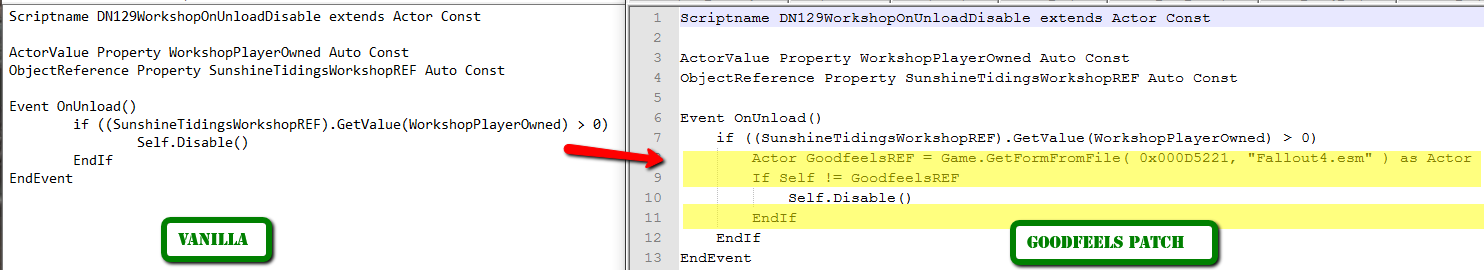 Scriptname DN129WorkshopOnUnloadDisable extends Actor Const
ActorValue Property WorkshopPlayerOwned Auto Const
ObjectReference Property SunshineTidingsWorkshopREF Auto Const
Event OnUnload()
if ((SunshineTidingsWorkshopREF).GetValue(WorkshopPlayerOwned) > 0)
Self.Disable()
EndIf
EndEvent
VANILLA
1 Scriptname DN129WorkshopOnUnloadDisable extends Actor Const
2
3 ActorValue Property WorkshopPlayerOwned Auto Const
4 ObjectReference Property SunshineTidingsWorkshopREF Auto Const
5
6 Event OnUnload()
7 if ((SunshineTidingsWorkshopREF).GetValue(WorkshopPlayerOwned) > 0)
8 Actor GoodfeelsREF = Game.GetFormFromFile( 0x000D5221, "Fallout4.esm" ) as Actor
9 If Self != GoodfeelsREF
10 Self.Disable()
11 EndIf
12 EndIf
13 EndEvent
GOODFEELS PATCH